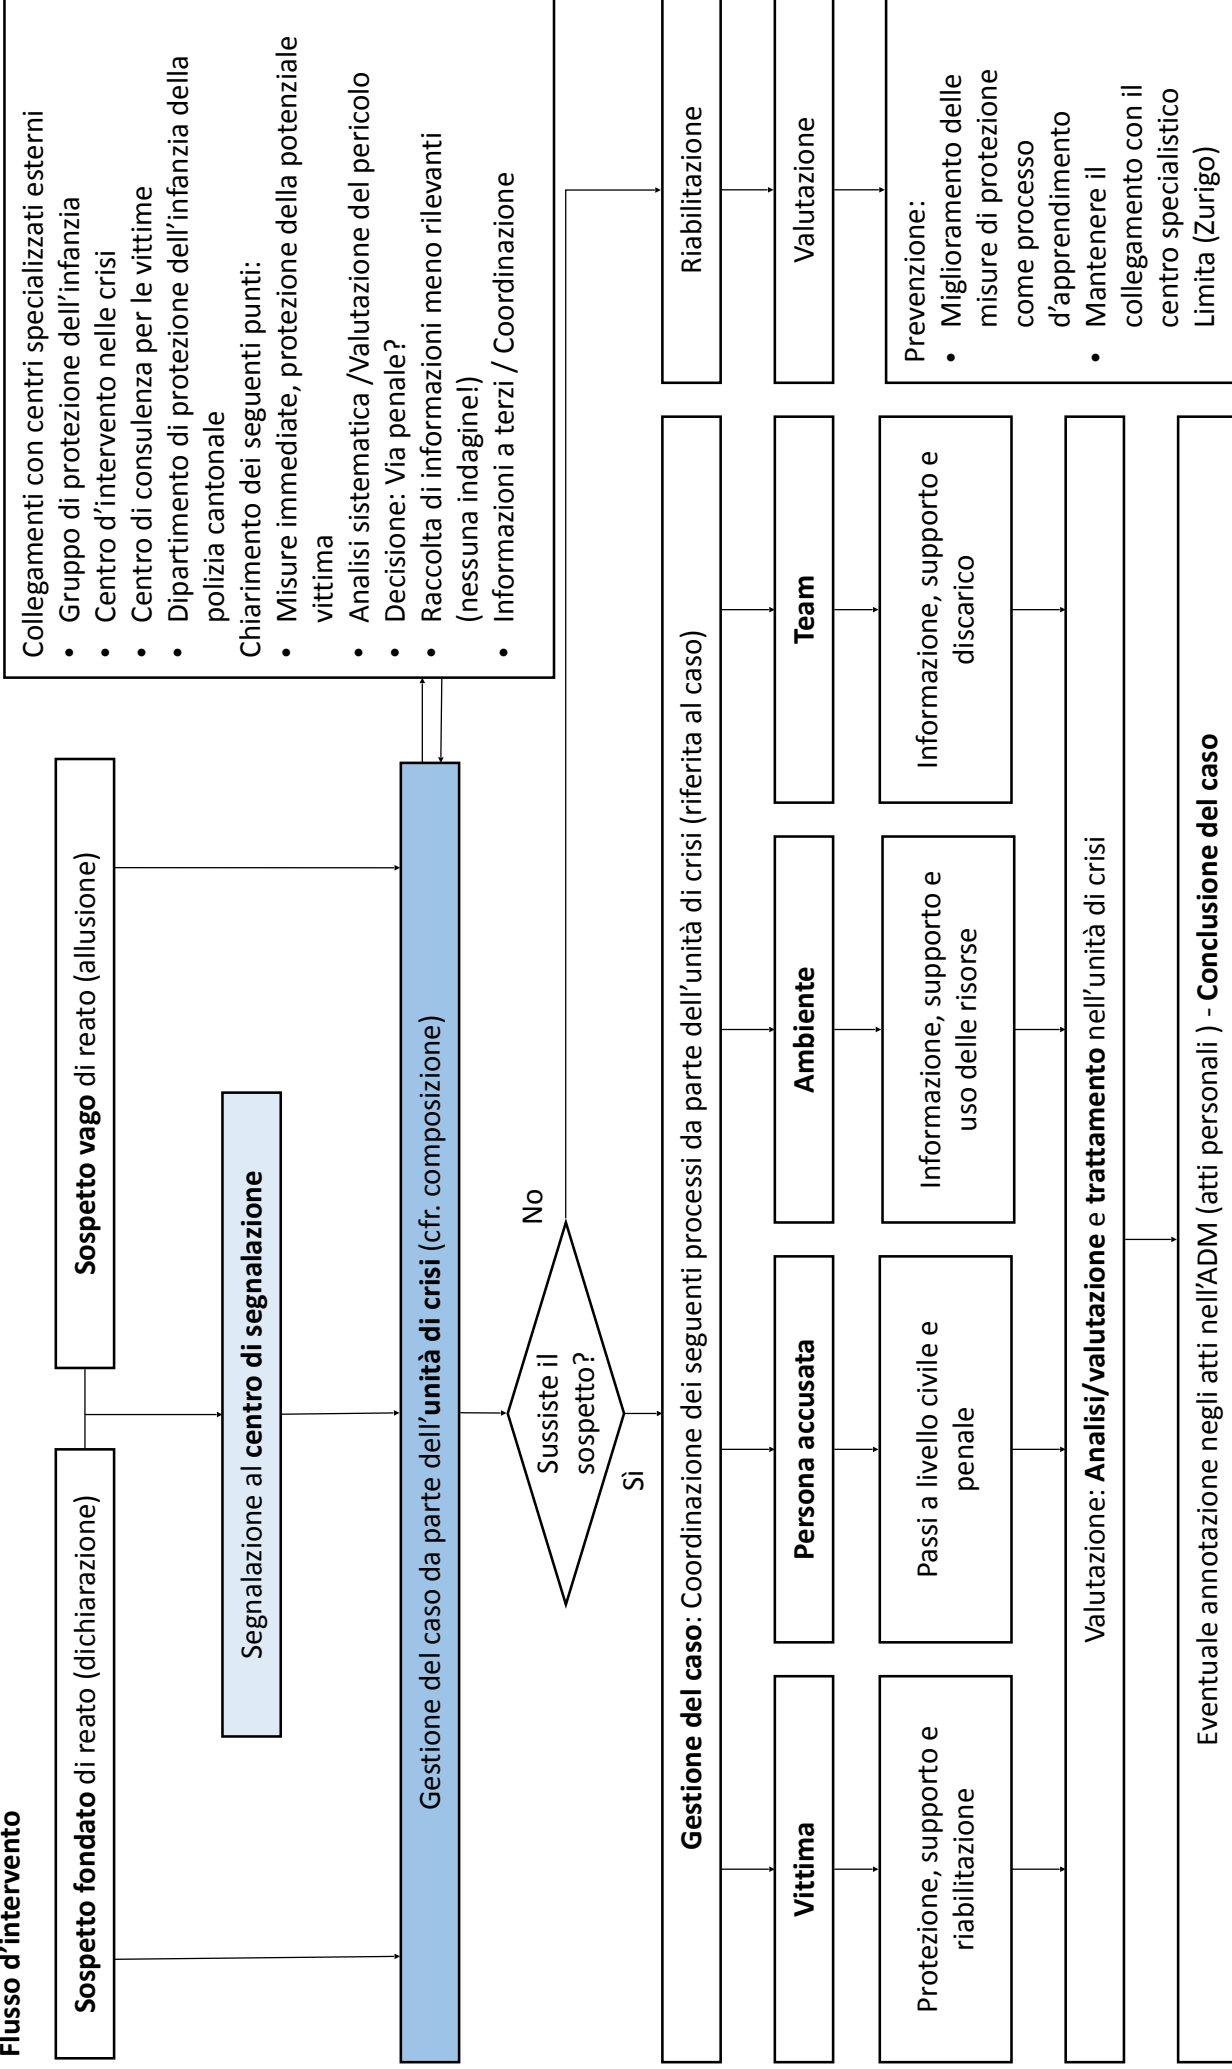 Flusso d'intervento
Sospetto fondato di reato (dichiarazione)
Sospetto vago di reato (allusione)
Segnalazione al centro di segnalazione
Gestione del caso da parte dell'unità di crisi (cfr. composizione)
Collegamenti con centri specializzati esterni
• Gruppo di protezione dell'infanzia
• Centro d'intervento nelle crisi
• Centro di consulenza per le vittime
• Dipartimento di protezione dell'infanzia della
polizia cantonale
Chiarimento dei seguenti punti:
• Misure immediate, protezione della potenziale
vittima
• Analisi sistematica /Valutazione del pericolo
• Decisione: Via penale?
• Raccolta di informazioni meno rilevanti
(nessuna indagine!)
• Informazioni a terzi / Coordinazione
Sussiste il
sospetto?
No
Sì
Gestione del caso: Coordinazione dei seguenti processi da parte dell'unità di crisi (riferita al caso)
Riabilitazione
Vittima
Persona accusata
Ambiente
Team
Valutazione
Protezione, supporto e
riabilitazione
Passi a livello civile e
penale
Informazione, supporto e
uso delle risorse
Informazione, supporto e
discarico
Prevenzione:
• Miglioramento delle
misure di protezione
come processo
d'apprendimento
• Mantenere il
collegamento con il
centro specialistico
Limita (Zurigo)
Valutazione: Analisi/valutazione e trattamento nell'unità di crisi
Eventuale annotazione negli atti nell'ADM (atti personali ) - Conclusione del caso